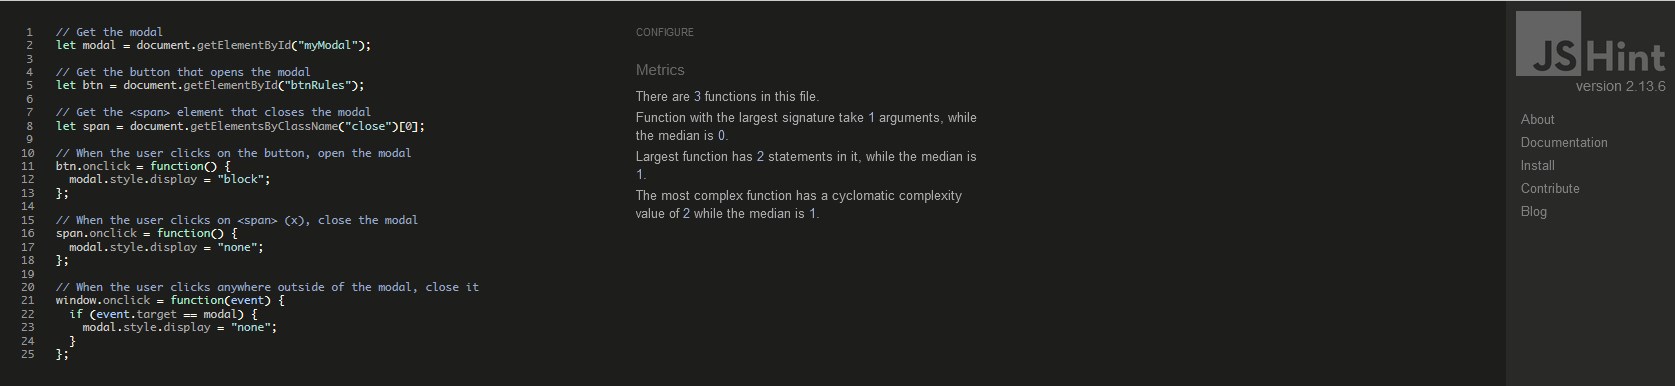 1 // Get the modal
2 let modal = document.getElementById("myModal");
3
4 // Get the button that opens the modal
5 let btn = document.getElementById("btnRules");
6
7 // Get the <span> element that closes the modal
8 let span = document.getElementsByClassName("close")[0];
9
10 // When the user clicks on the button, open the modal
11 btn.onclick = function() {
12   modal.style.display = "block";
13 };
14
15 // When the user clicks on <span> (x), close the modal
16 span.onclick = function() {
17   modal.style.display = "none";
18 };
19
20 // When the user clicks anywhere outside of the modal, close it
21 window.onclick = function(event) {
22   if (event.target == modal) {
23     modal.style.display = "none";
24   }
25 };
CONFIGURE
Metrics
There are 3 functions in this file.
Function with the largest signature take 1 arguments, while
the median is 0.
Largest function has 2 statements in it, while the median is
1.
The most complex function has a cyclomatic complexity
value of 2 while the median is 1.
JSHint
version 2.13.6
About
Documentation
Install
Contribute
Blog